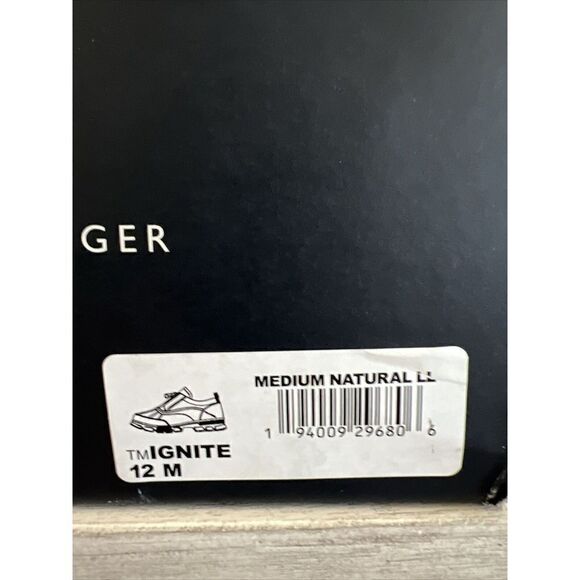 GER
MEDIUM NATURAL LL
1 94009 29680 6
TMIGNITE
12 M